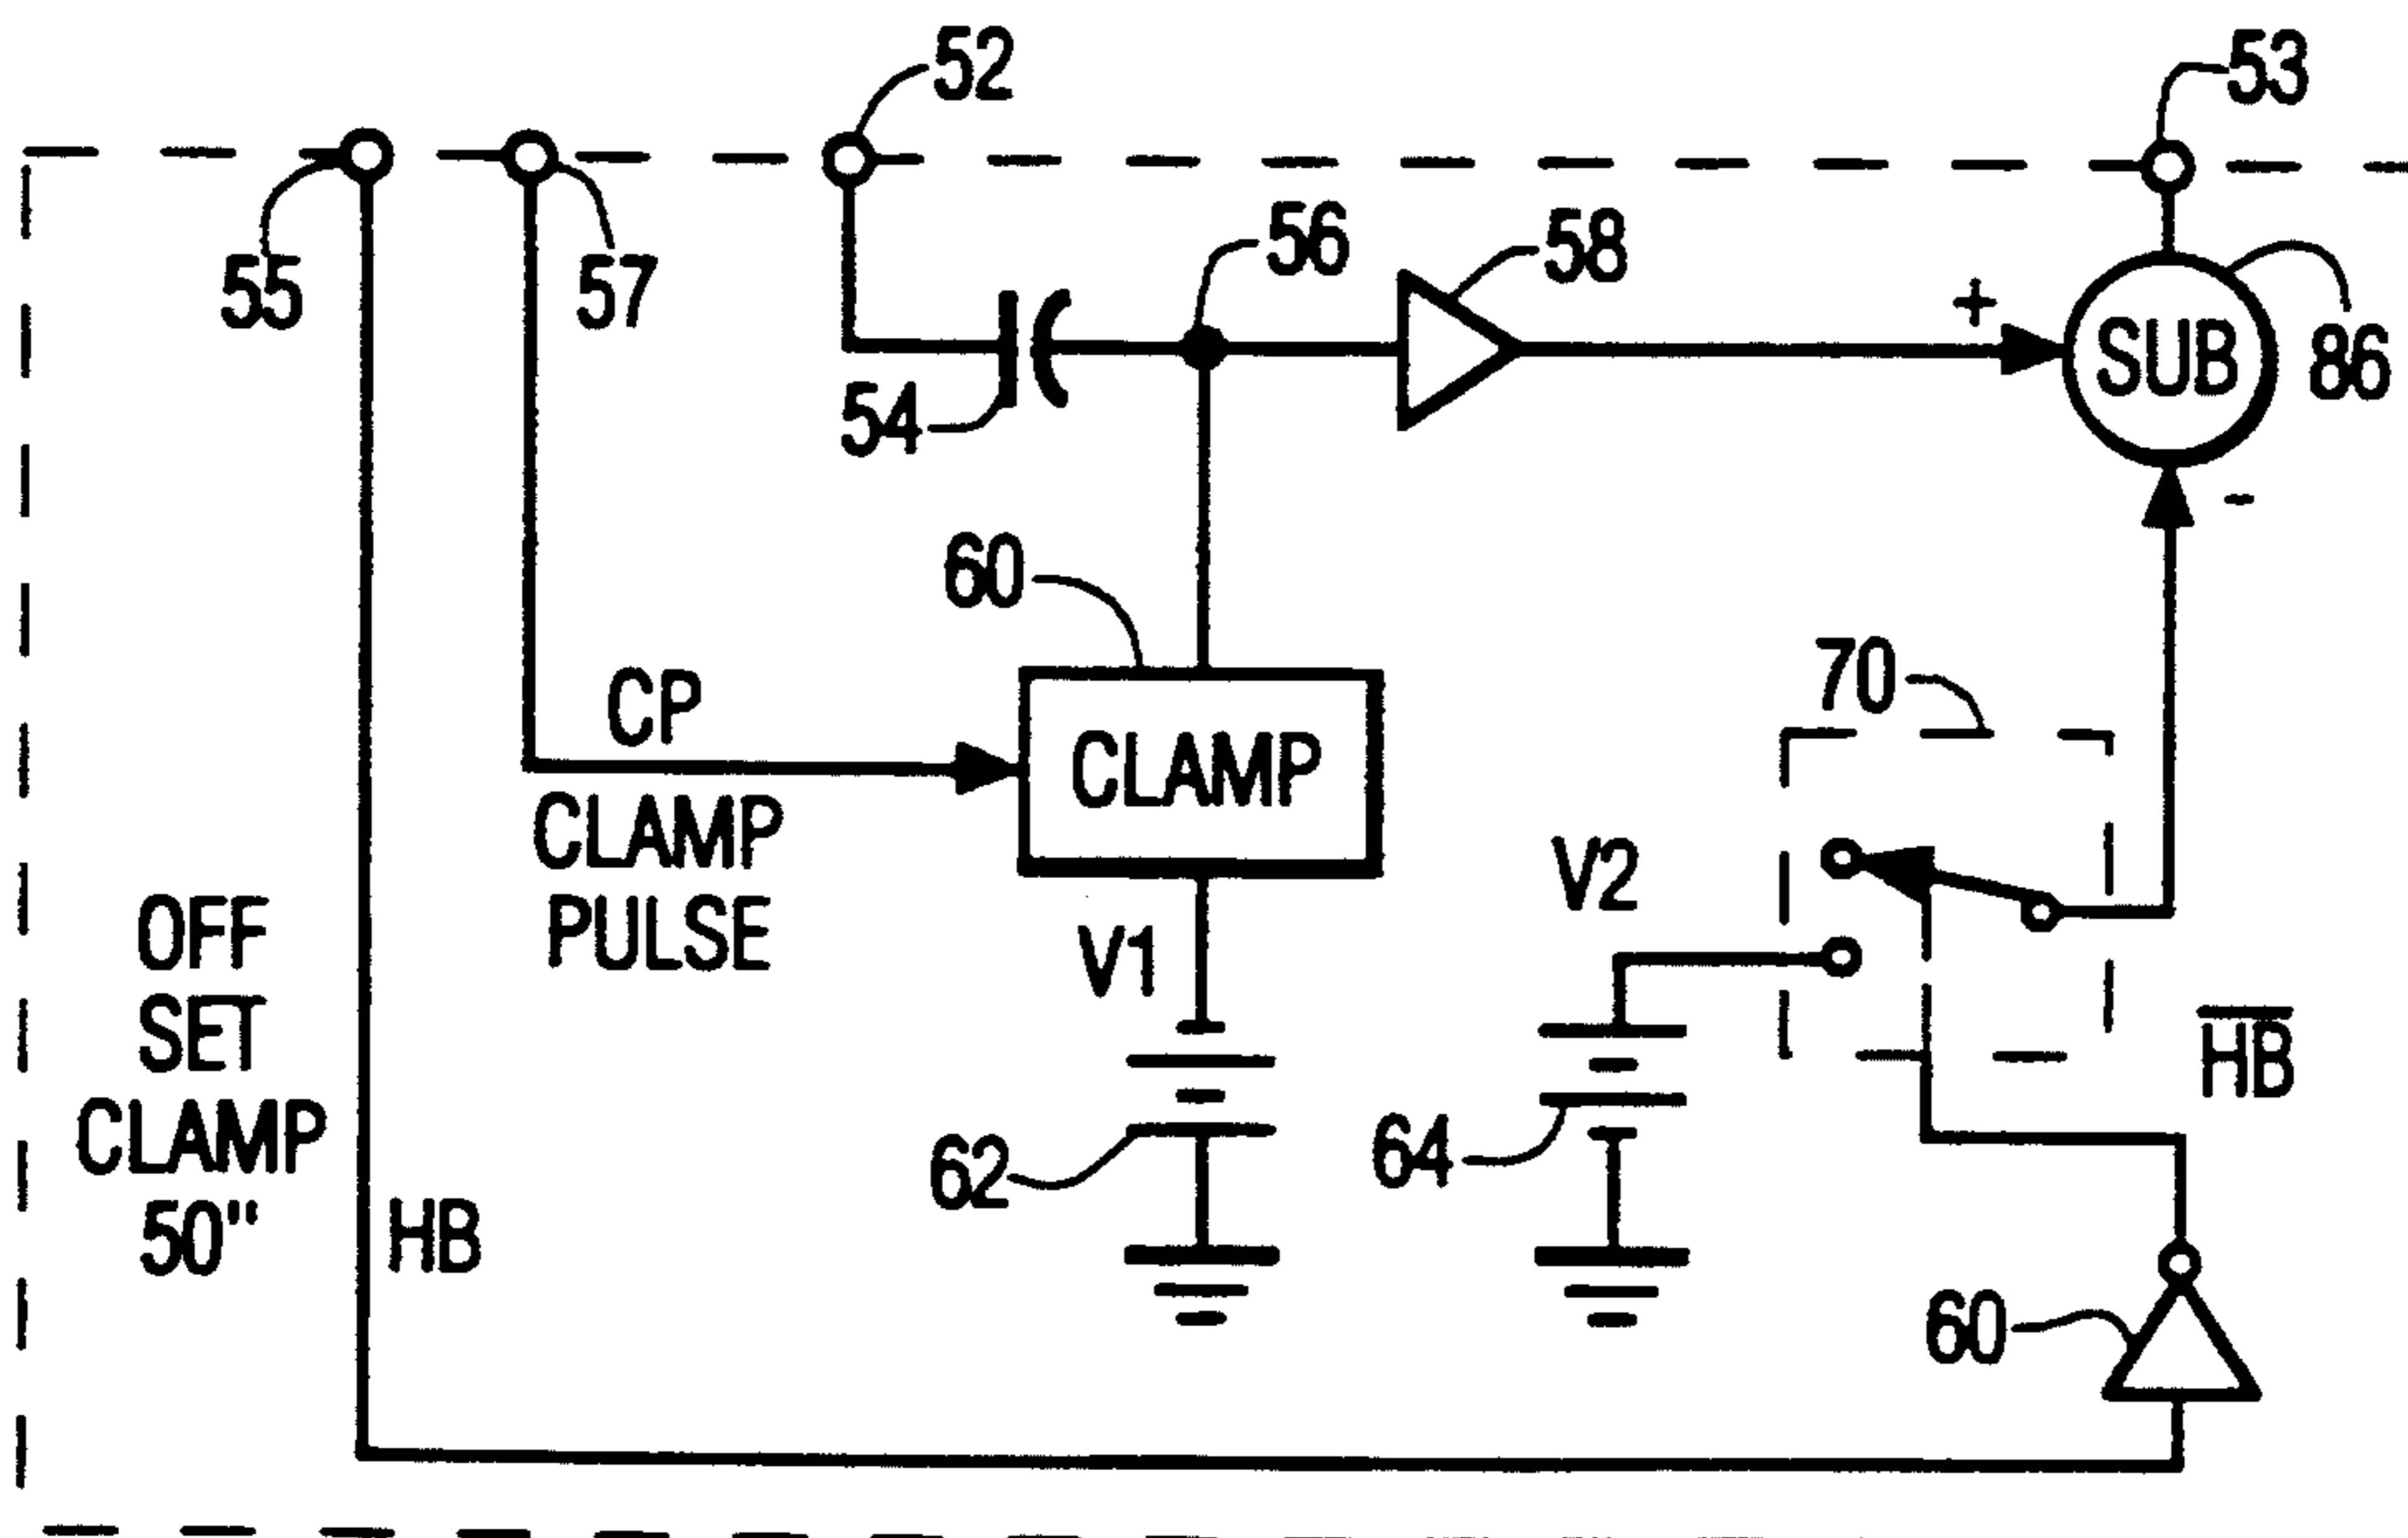 52
53
55
57
56
58
+
SUB
86
54
-
60
70
CP
CLAMP
CLAMP
PULSE
V2
V1
OFF
SET
CLAMP
50"
H̅B̅
62
64
HB
60